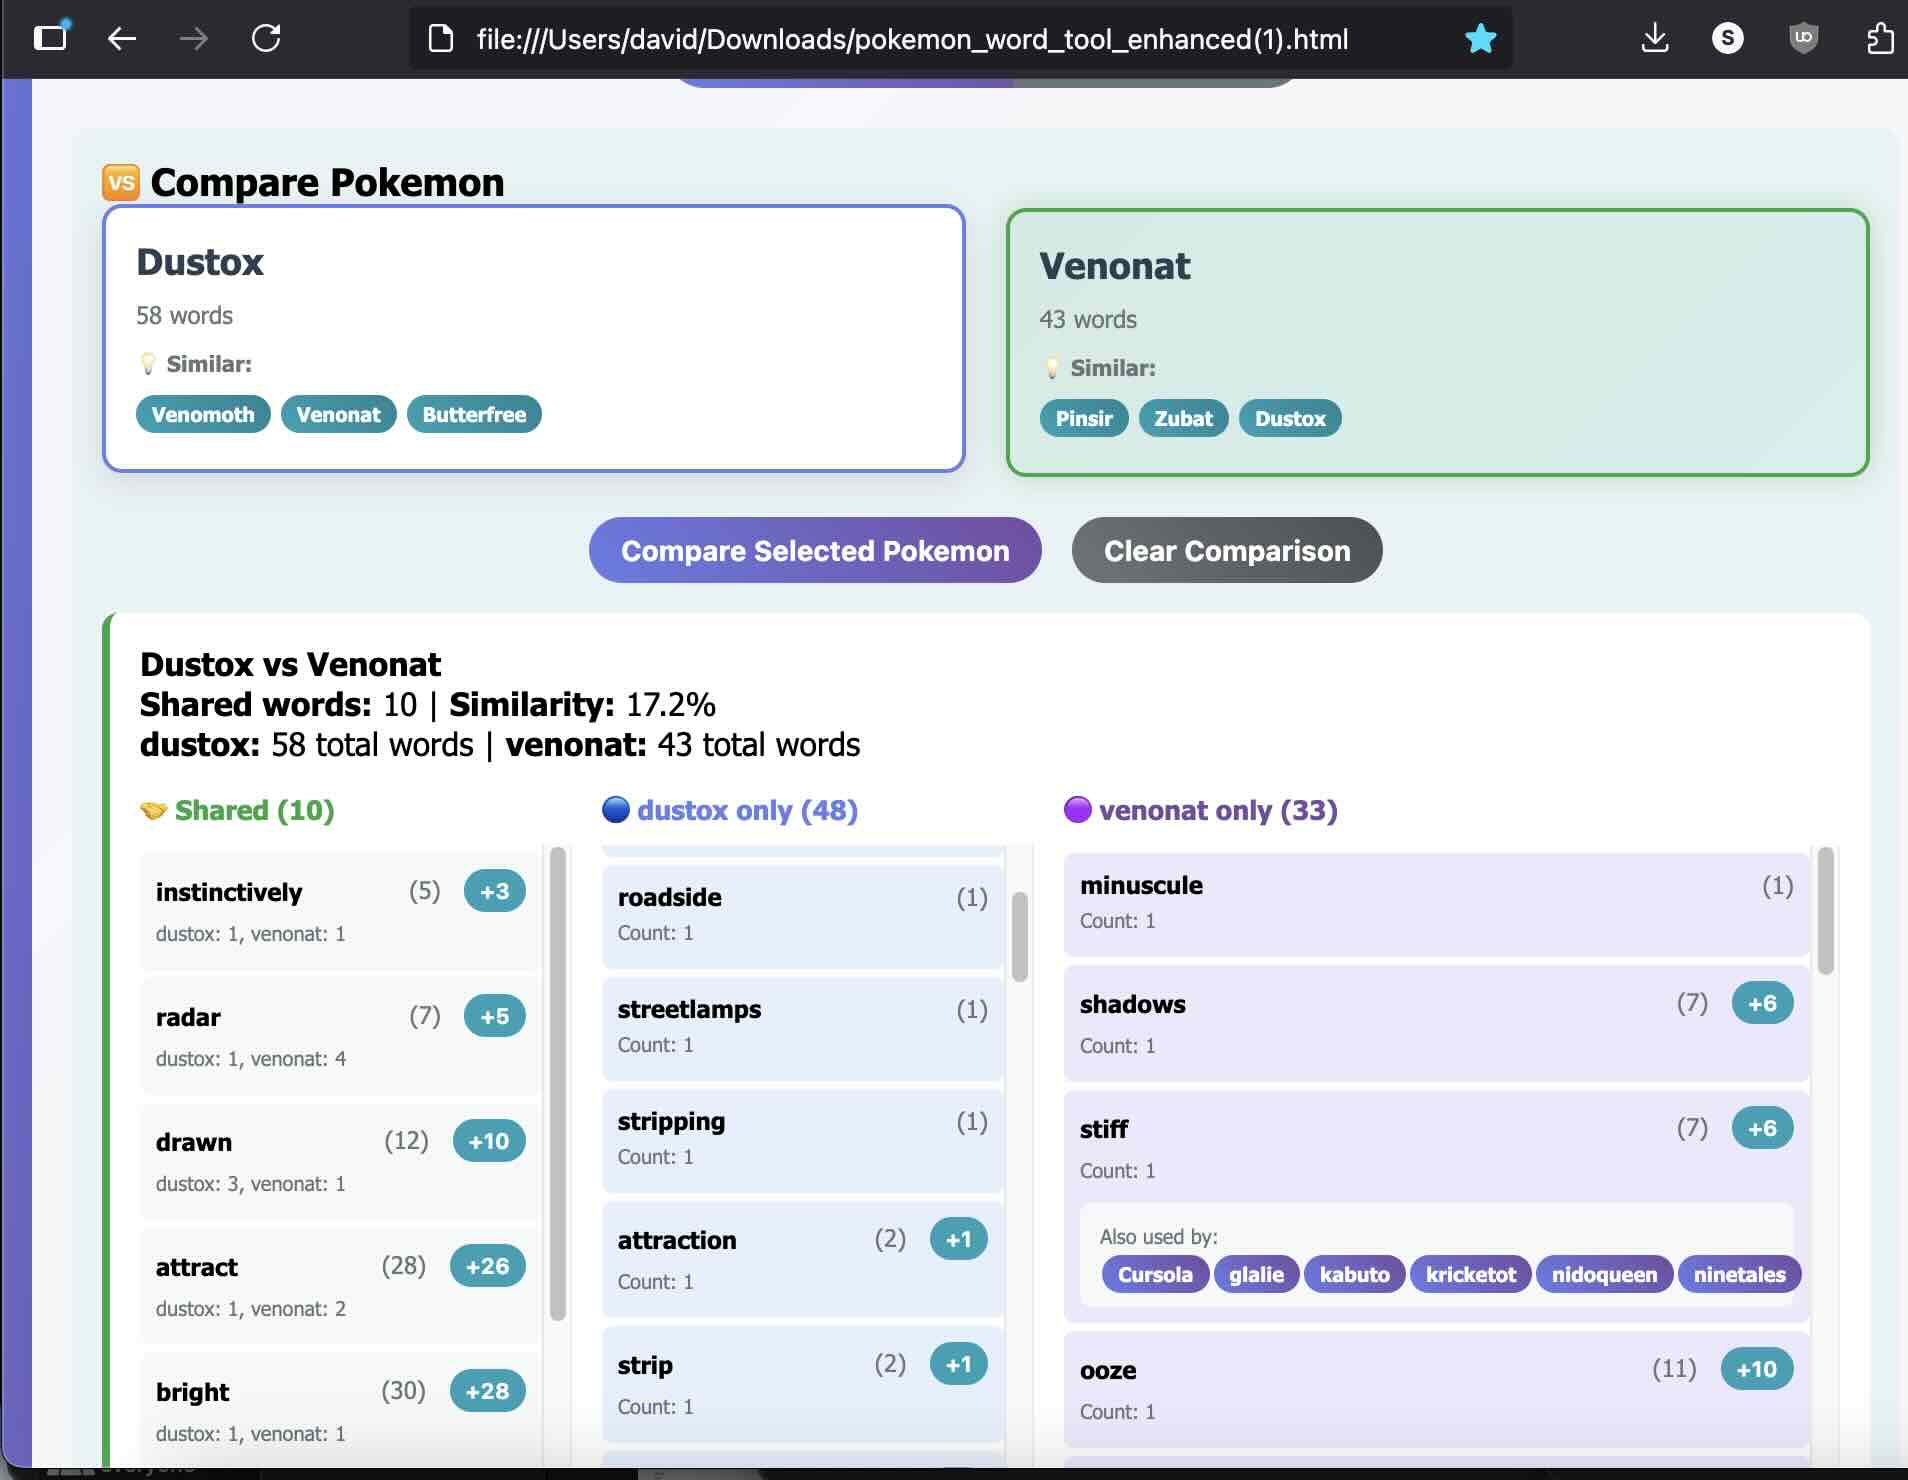 file:///Users/david/Downloads/pokemon_word_tool_enhanced(1).html
S
VS Compare Pokemon
Dustox
58 words
Similar:
Venomoth Venonat Butterfree
Venonat
43 words
Similar:
Pinsir Zubat Dustox
Compare Selected Pokemon Clear Comparison
Dustox vs Venonat
Shared words: 10 | Similarity: 17.2%
dustox: 58 total words | venonat: 43 total words
Shared (10)
instinctively (5) +3
dustox: 1, venonat: 1
radar (7) +5
dustox: 1, venonat: 4
drawn (12) +10
dustox: 3, venonat: 1
attract (28) +26
dustox: 1, venonat: 2
bright (30) +28
dustox: 1, venonat: 1
dustox only (48)
roadside (1)
Count: 1
streetlamps (1)
Count: 1
stripping (1)
Count: 1
attraction (2) +1
Count: 1
strip (2) +1
Count: 1
venonat only (33)
minuscule (1)
Count: 1
shadows (7) +6
Count: 1
stiff (7) +6
Count: 1
Also used by:
Cursola glalie kabuto kricketot nidoqueen ninetales
ooze (11) +10
Count: 1